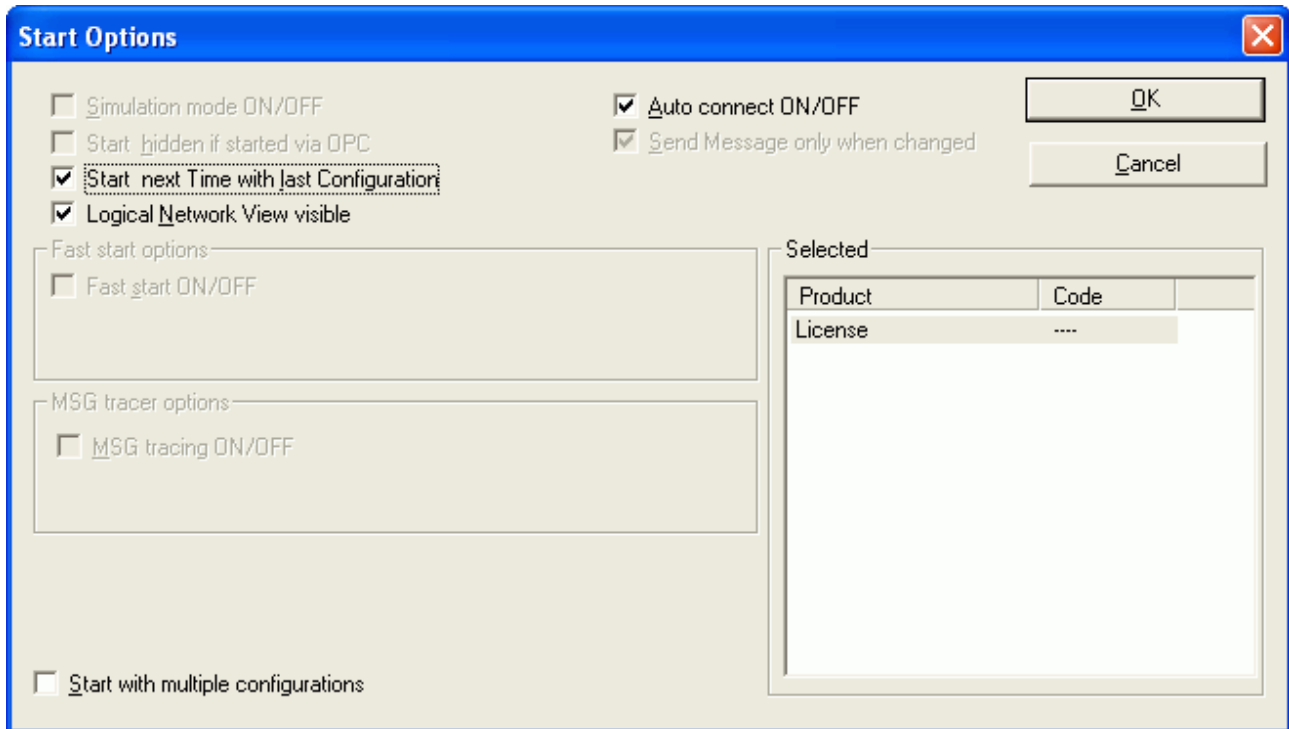 Start Options
Simulation mode ON/OFF
Start hidden if started via OPC
Start next Time with last Configuration
Logical Network View visible
Auto connect ON/OFF
Send Message only when changed
OK
Cancel
Fast start options
Fast start ON/OFF
MSG tracer options
MSG tracing ON/OFF
Selected
Product Code
License ----
Start with multiple configurations